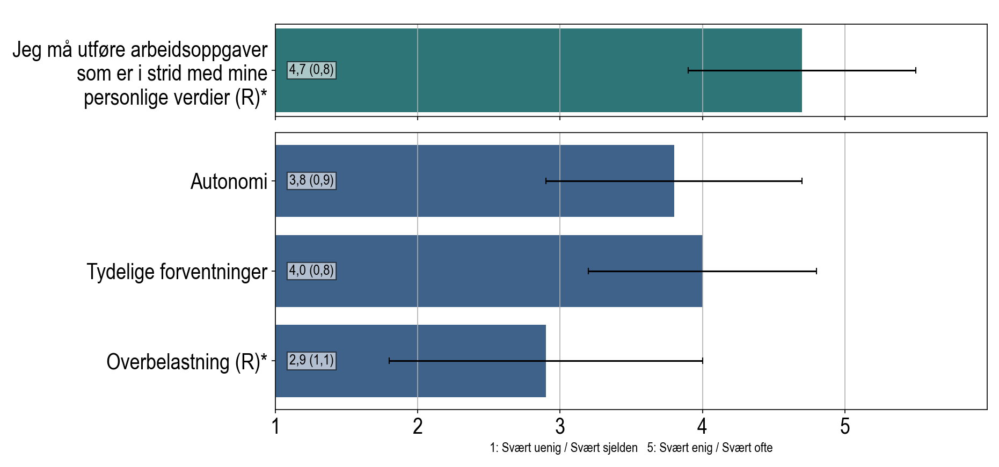 Jeg må utføre arbeidsoppgaver
som er i strid med mine
personlige verdier (R)*
4,7 (0,8)
Autonomi
3,8 (0,9)
Tydelige forventninger
4,0 (0,8)
Overbelastning (R)*
2,9 (1,1)
1 2 3 4 5
1: Svært uenig / Svært sjelden 5: Svært enig / Svært ofte